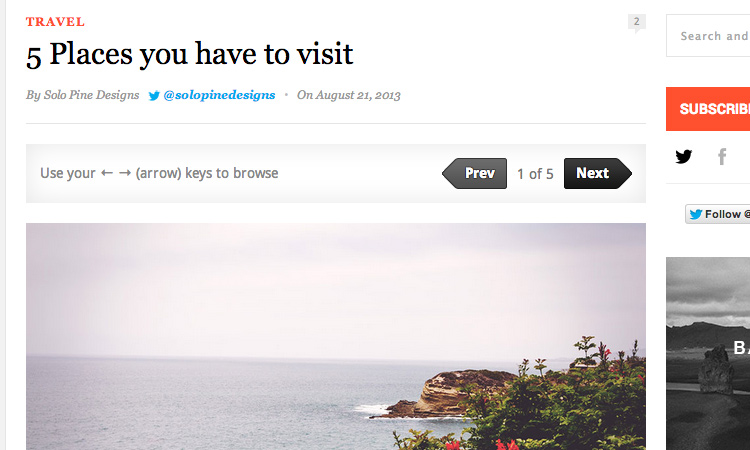 TRAVEL
2
5 Places you have to visit
By Solo Pine Designs @solopinedesigns • On August 21, 2013
Use your ← → (arrow) keys to browse
Prev 1 of 5 Next
Search and
SUBSCRIBE
Follow @
BA